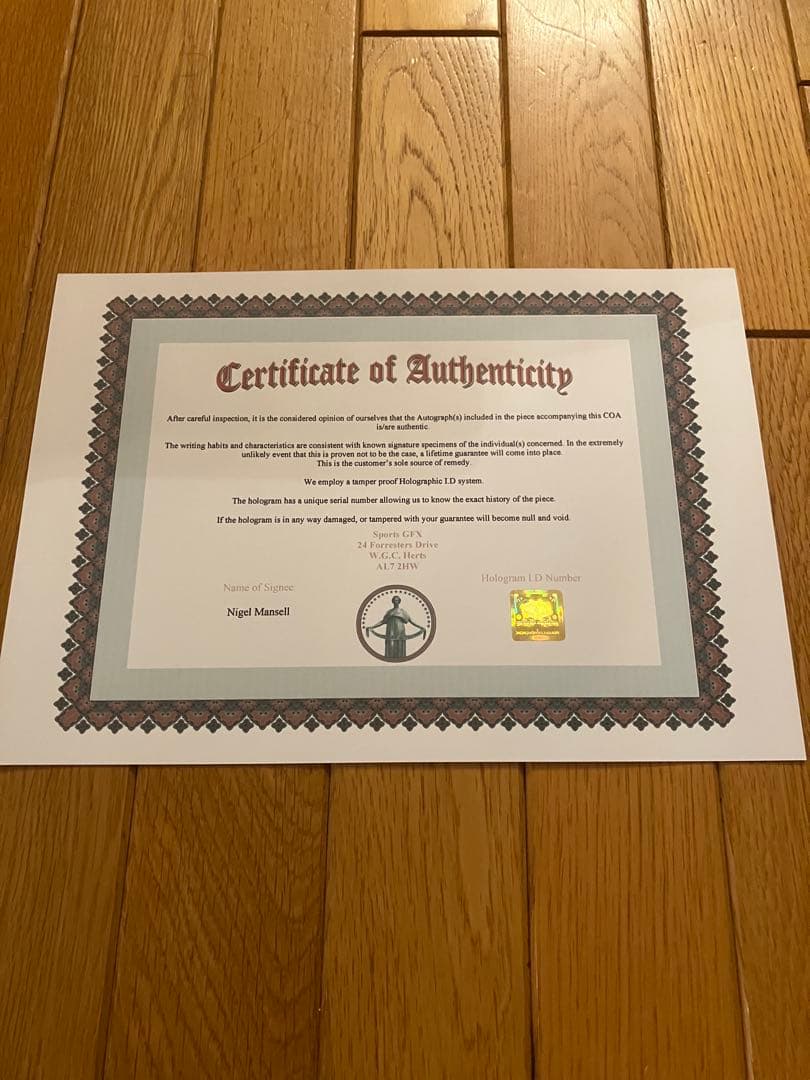 Certificate of Authenticity
After careful inspection, it is the considered opinion of ourselves that the Autograph(s) included in the piece accompanying this COA
is/are authentic.
The writing habits and characteristics are consistent with known signature specimens of the individual(s) concerned. In the extremely
unlikely event that this is proven not to be the case, a lifetime guarantee will come into place.
This is the customer's sole source of remedy.
We employ a tamper proof Holographic I.D system.
The hologram has a unique serial number allowing us to know the exact history of the piece.
If the hologram is in any way damaged, or tampered with your guarantee will become null and void.
Sports GFX
24 Forresters Drive
W.G.C. Herts
AL7 2HW
Name of Signee
Hologram I.D Number
Nigel Mansell